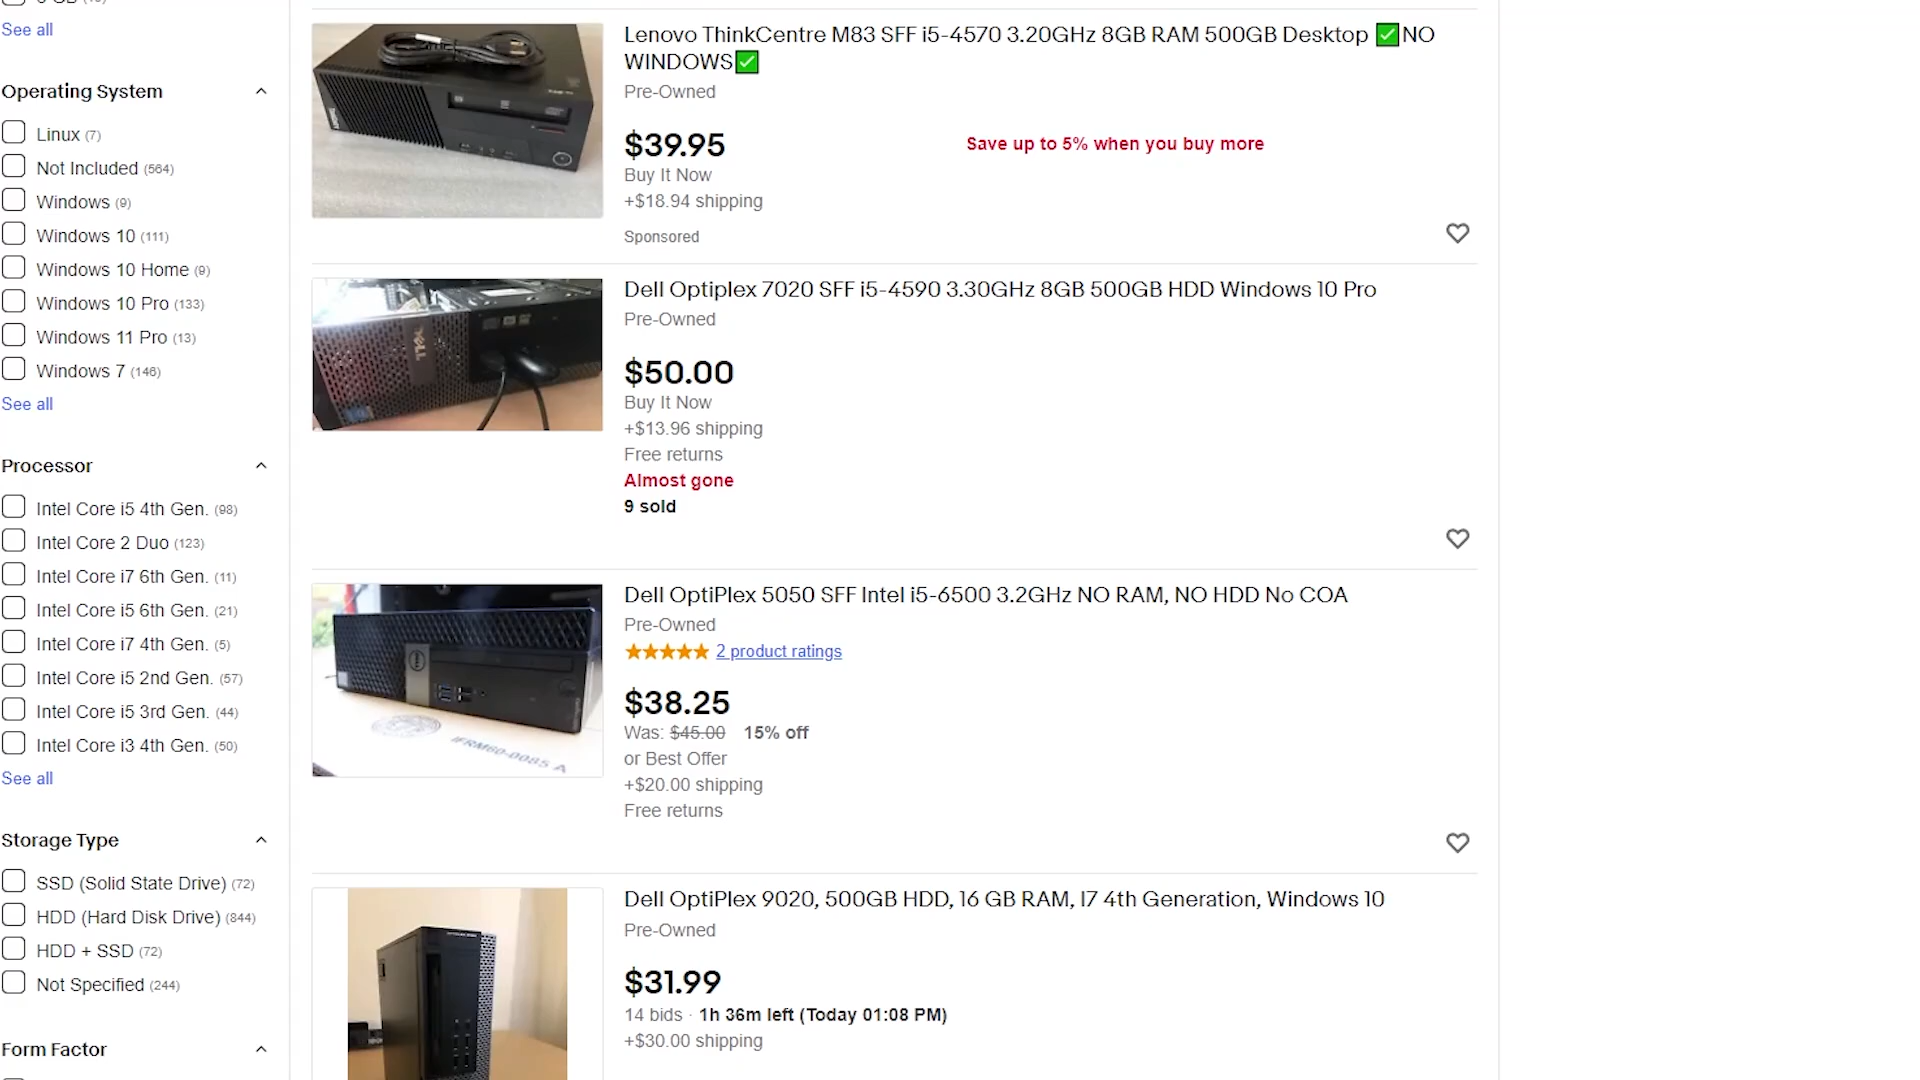 See all
Operating System
Linux (7)
Not Included (564)
Windows (9)
Windows 10 (111)
Windows 10 Home (9)
Windows 10 Pro (133)
Windows 11 Pro (13)
Windows 7 (146)
See all
Processor
Intel Core i5 4th Gen. (98)
Intel Core 2 Duo (123)
Intel Core i7 6th Gen. (11)
Intel Core i5 6th Gen. (21)
Intel Core i7 4th Gen. (5)
Intel Core i5 2nd Gen. (57)
Intel Core i5 3rd Gen. (44)
Intel Core i3 4th Gen. (50)
See all
Storage Type
SSD (Solid State Drive) (72)
HDD (Hard Disk Drive) (844)
HDD + SSD (72)
Not Specified (244)
Form Factor
Lenovo ThinkCentre M83 SFF i5-4570 3.20GHz 8GB RAM 500GB Desktop ✅NO
WINDOWS✅
Pre-Owned
$39.95
Save up to 5% when you buy more
Buy It Now
+$18.94 shipping
Sponsored
DELL
Dell Optiplex 7020 SFF i5-4590 3.30GHz 8GB 500GB HDD Windows 10 Pro
Pre-Owned
$50.00
Buy It Now
+$13.96 shipping
Free returns
Almost gone
9 sold
IFRM60-0085 A
Dell OptiPlex 5050 SFF Intel i5-6500 3.2GHz NO RAM, NO HDD No COA
Pre-Owned
2 product ratings
$38.25
Was: $45.00 15% off
or Best Offer
+$20.00 shipping
Free returns
Dell OptiPlex 9020, 500GB HDD, 16 GB RAM, I7 4th Generation, Windows 10
Pre-Owned
$31.99
14 bids · 1h 36m left (Today 01:08 PM)
+$30.00 shipping